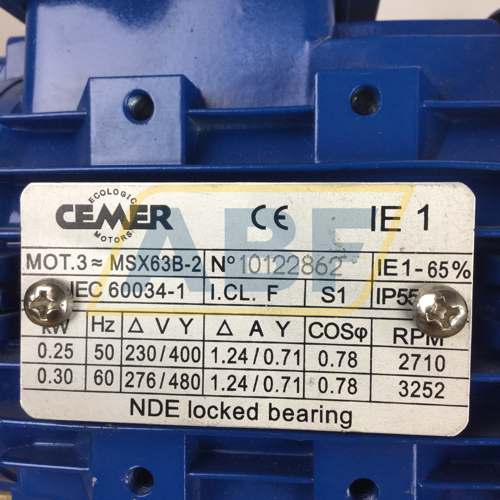 ECOLOGIC
CEMER CE IE 1
MOTORS
MOT.3≈ MSX63B-2 Nº 10122862 IE1-65%
IEC 60034-1 I.CL. F S1 IP55
kW Hz Δ V Y Δ A Y COSφ RPM
0.25 50 230/400 1.24/0.71 0.78 2710
0.30 60 276/480 1.24/0.71 0.78 3252
NDE locked bearing
ABF